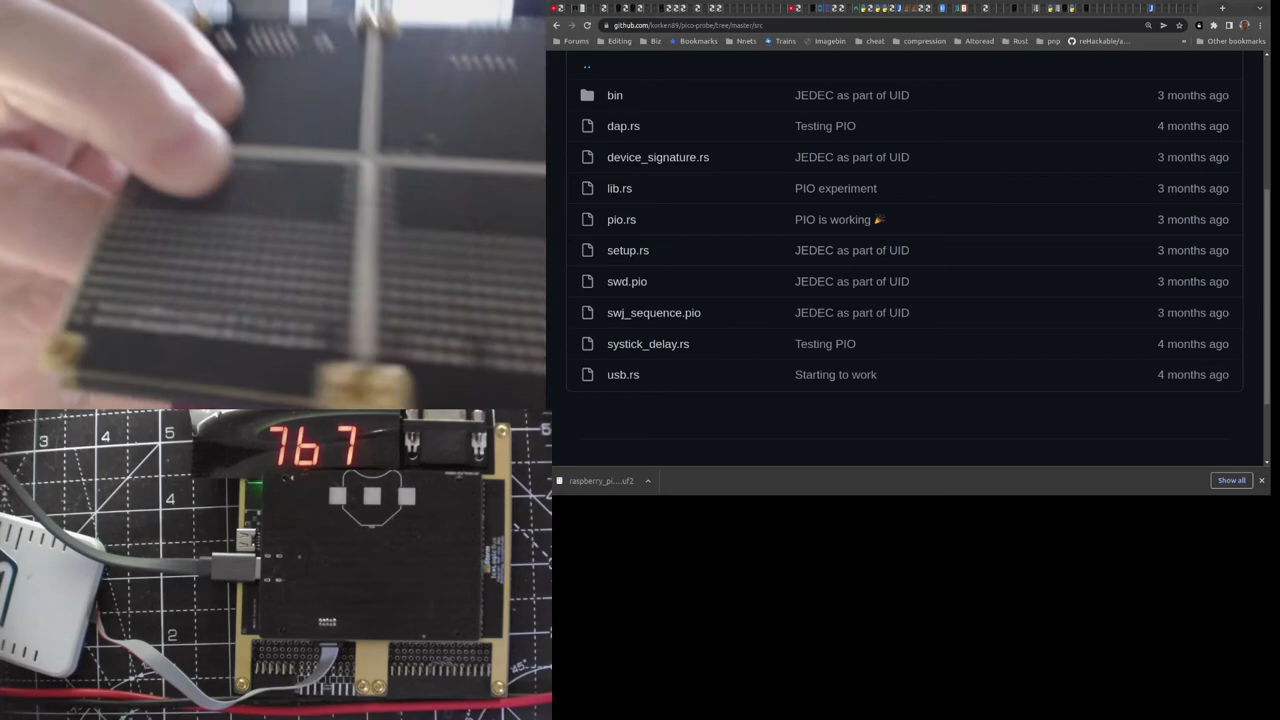 github.com/korken89/pico-probe/tree/master/src
Forums Editing Biz Bookmarks Nnets Trains Imagebin cheat compression Altoread Rust pnp reHackable/a... » Other bookmarks
..
bin JEDEC as part of UID 3 months ago
dap.rs Testing PIO 4 months ago
device_signature.rs JEDEC as part of UID 3 months ago
lib.rs PIO experiment 3 months ago
pio.rs PIO is working 🎉 3 months ago
setup.rs JEDEC as part of UID 3 months ago
swd.pio JEDEC as part of UID 3 months ago
swj_sequence.pio JEDEC as part of UID 3 months ago
systick_delay.rs Testing PIO 4 months ago
usb.rs Starting to work 4 months ago
raspberry_pi....uf2 Show all
3 4 5
767
4
2
45°